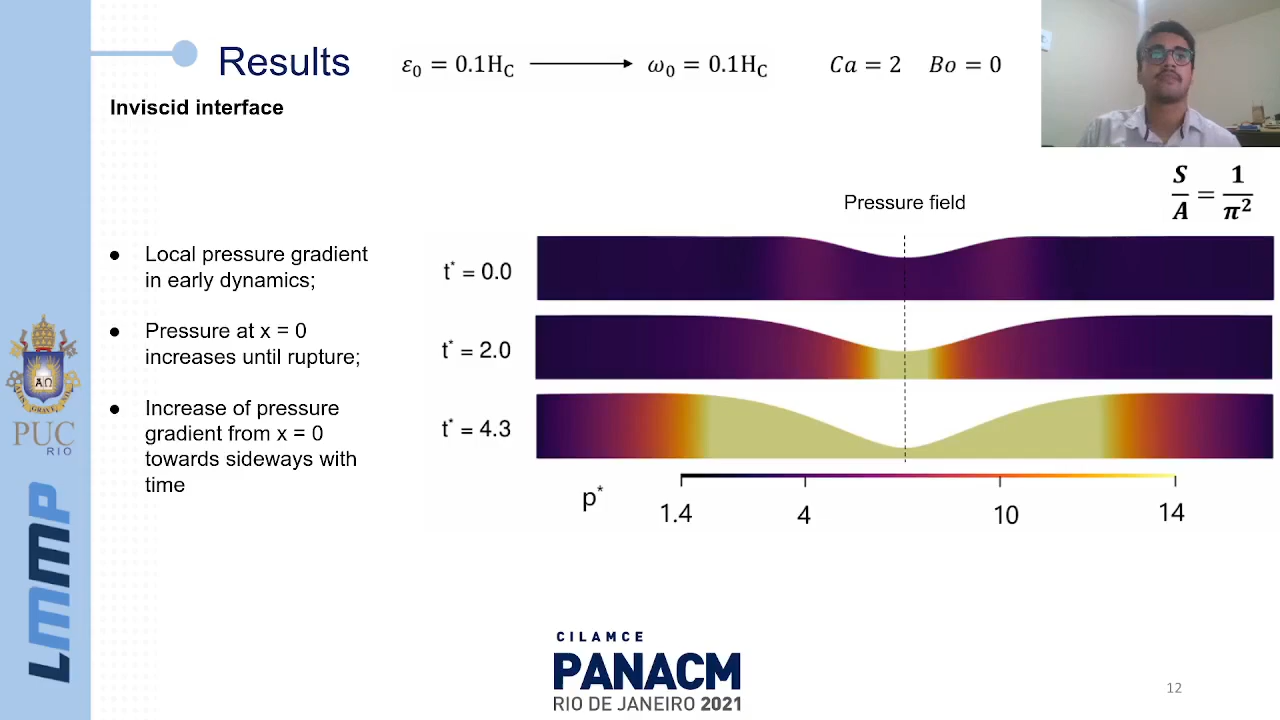 Results
ε₀ = 0.1H_C → ω₀ = 0.1H_C
Ca = 2 Bo = 0
Inviscid interface
S/A = 1/π²
Pressure field
● Local pressure gradient
in early dynamics;
● Pressure at x = 0
increases until rupture;
● Increase of pressure
gradient from x = 0
towards sideways with
time
t* = 0.0
t* = 2.0
t* = 4.3
p*
1.4 4 10 14
ΑΩ
PUC
RIO
LMMP
CILAMCE
PANACM
RIO DE JANEIRO 2021
12